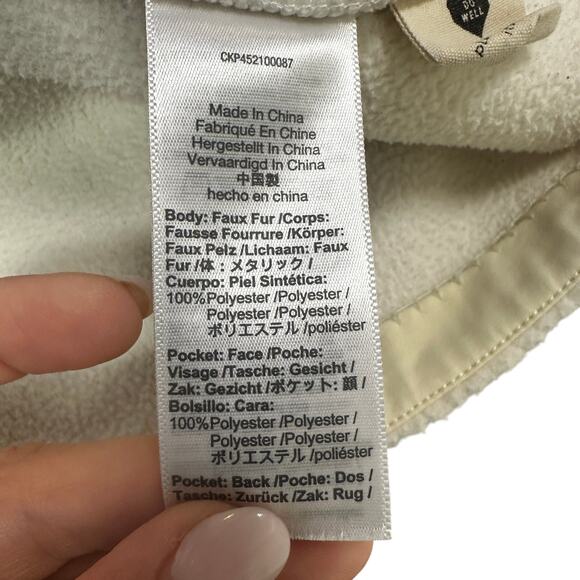 DO
WELL
CKP452100087
Made In China
Fabriqué En Chine
Hergestellt In China
Vervaardigd In China
中国製
hecho en china
Body: Faux Fur /Corps:
Fausse Fourrure /Körper:
Faux Pelz /Lichaam: Faux
Fur /体 : メタリック /
Cuerpo: Piel Sintética:
100%Polyester /Polyester /
Polyester /Polyester /
ポリエステル /poliéster
Pocket: Face /Poche:
Visage /Tasche: Gesicht /
Zak: Gezicht /ポケット: 顔 /
Bolsillo: Cara:
100%Polyester /Polyester /
Polyester /Polyester /
ポリエステル /poliéster
Pocket: Back /Poche: Dos /
Tasche: Zurück /Zak: Rug /